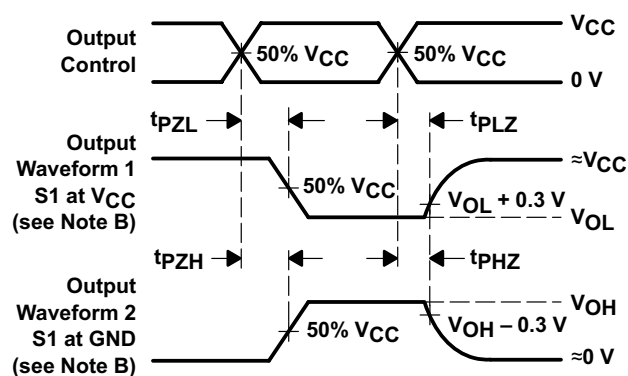 Output
Control
50% VCC
50% VCC
VCC
0 V
tPZL
tPLZ
Output
Waveform 1
S1 at VCC
(see Note B)
50% VCC
≈VCC
VOL + 0.3 V
VOL
tPZH
tPHZ
Output
Waveform 2
S1 at GND
(see Note B)
50% VCC
VOH
VOH – 0.3 V
≈0 V